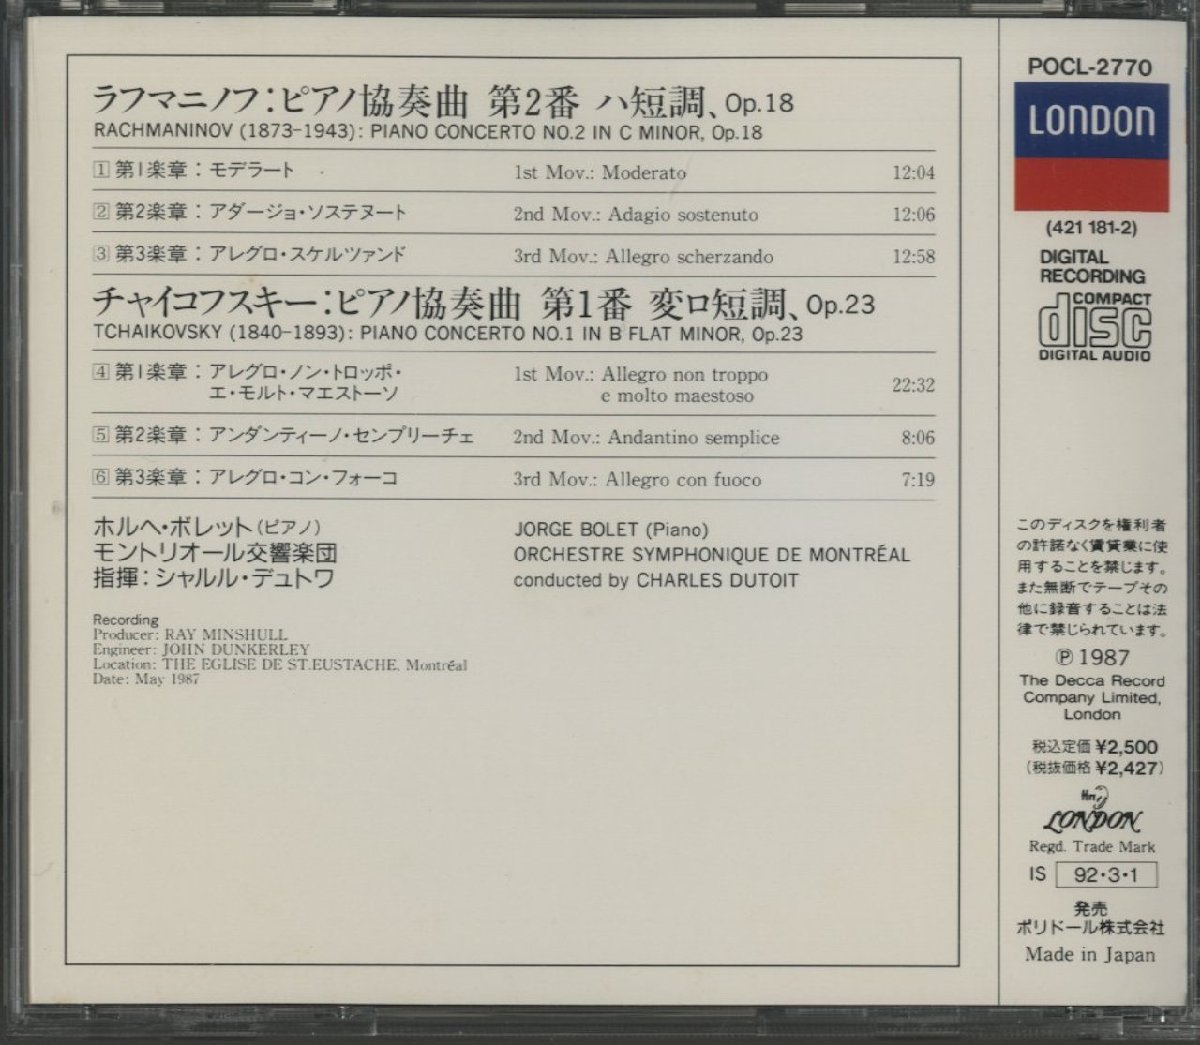 ラフマニノフ：ピアノ協奏曲 第2番 ハ短調、Op.18
RACHMANINOV (1873-1943): PIANO CONCERTO NO.2 IN C MINOR, Op.18
1 第1楽章：モデラート 1st Mov.: Moderato 12:04
2 第2楽章：アダージョ・ソステヌート 2nd Mov.: Adagio sostenuto 12:06
3 第3楽章：アレグロ・スケルツァンド 3rd Mov.: Allegro scherzando 12:58
チャイコフスキー：ピアノ協奏曲 第1番 変ロ短調、Op.23
TCHAIKOVSKY (1840-1893): PIANO CONCERTO NO.1 IN B FLAT MINOR, Op.23
4 第1楽章：アレグロ・ノン・トロッポ・ 1st Mov.: Allegro non troppo
エ・モルト・マエストーソ e molto maestoso 22:32
5 第2楽章：アンダンティーノ・センプリーチェ 2nd Mov.: Andantino semplice 8:06
6 第3楽章：アレグロ・コン・フォーコ 3rd Mov.: Allegro con fuoco 7:19
ホルヘ・ボレット(ピアノ) JORGE BOLET (Piano)
モントリオール交響楽団 ORCHESTRE SYMPHONIQUE DE MONTRÉAL
指揮：シャルル・デュトワ conducted by CHARLES DUTOIT
Recording
Producer: RAY MINSHULL
Engineer: JOHN DUNKERLEY
Location: THE EGLISE DE ST.EUSTACHE, Montréal
Date: May 1987
POCL-2770
LONDON
(421 181-2)
DIGITAL
RECORDING
COMPACT
disc
DIGITAL AUDIO
このディスクを権利者
の許諾なく賃貸業に使
用することを禁じます。
また無断でテープその
他に録音することは法
律で禁じられています。
℗ 1987
The Decca Record
Company Limited,
London
税込定価 ¥2,500
(税抜価格 ¥2,427)
ffrr
LONDON
Regd. Trade Mark
IS 92・3・1
発売
ポリドール株式会社
Made in Japan